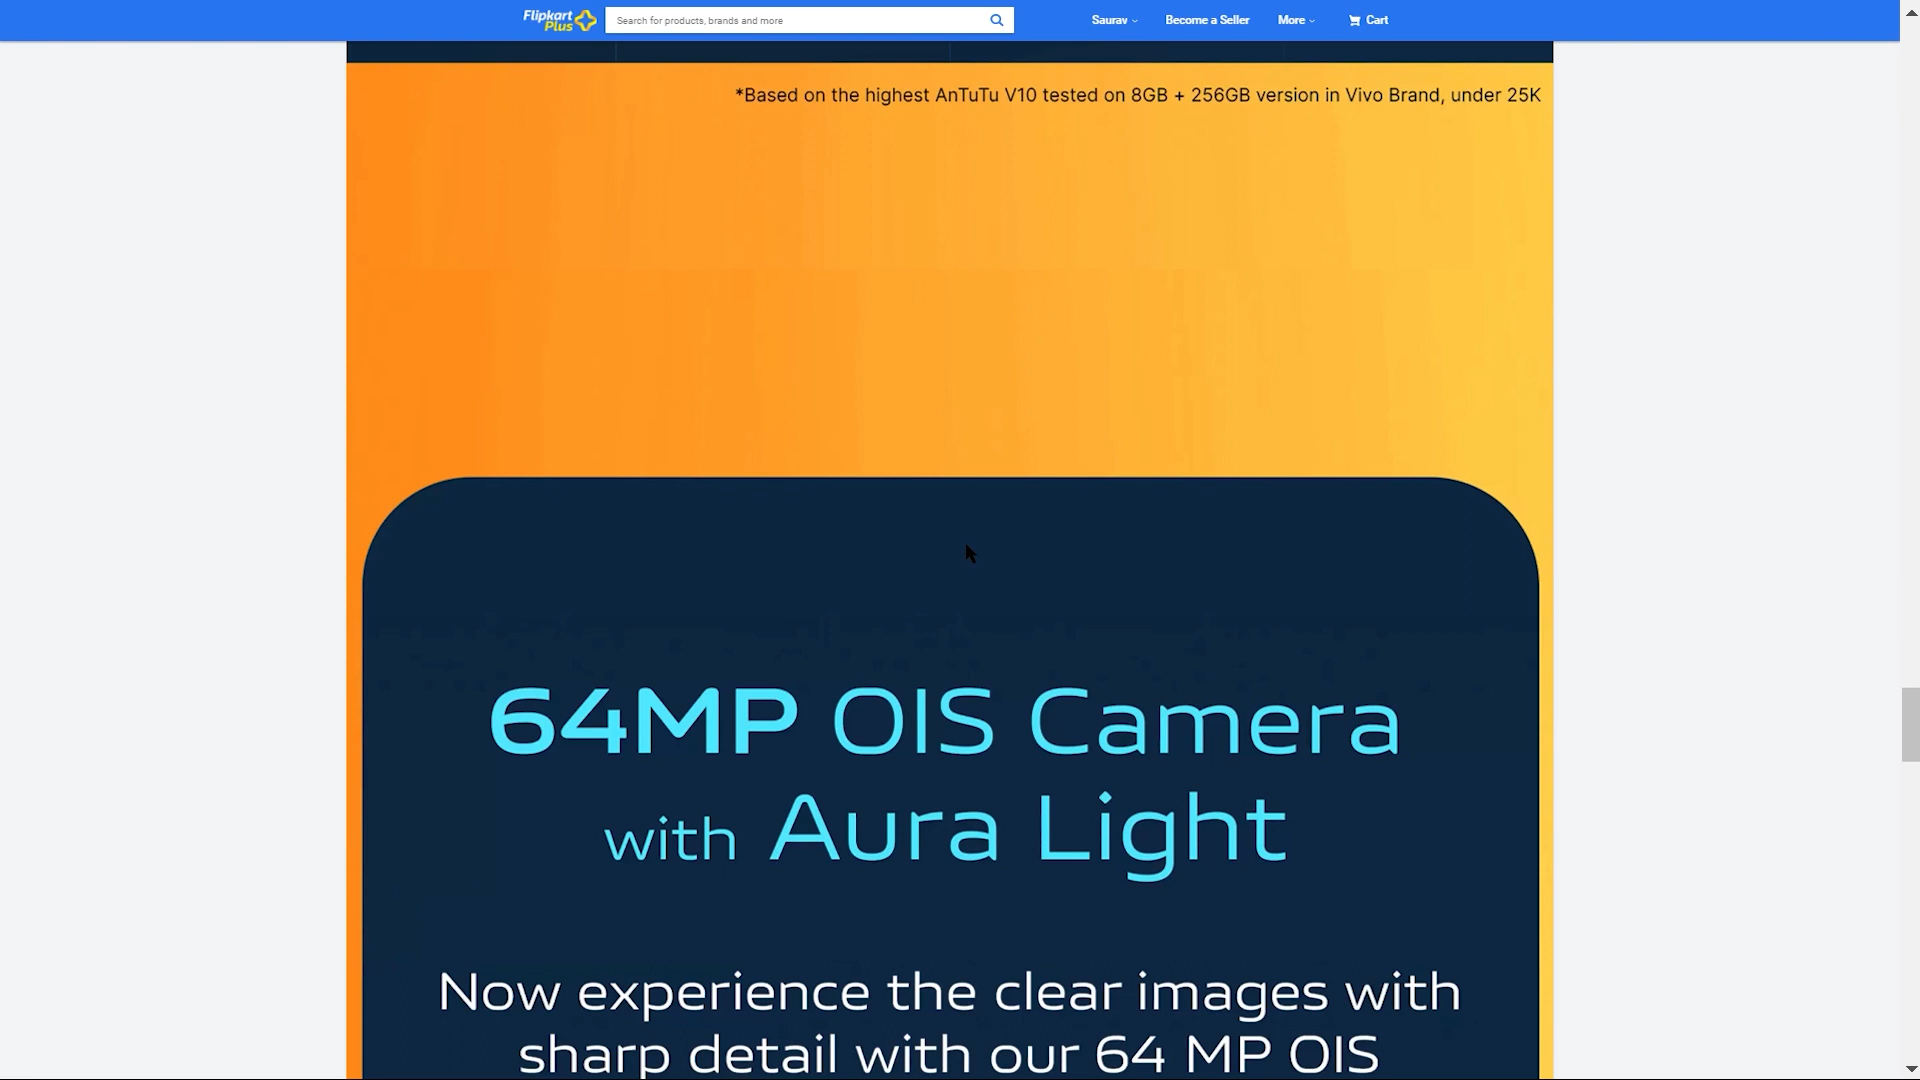 Flipkart
Plus
Search for products, brands and more
Saurav
Become a Seller
More
Cart
*Based on the highest AnTuTu V10 tested on 8GB + 256GB version in Vivo Brand, under 25K
64MP OIS Camera
with Aura Light
Now experience the clear images with
sharp detail with our 64 MP OIS